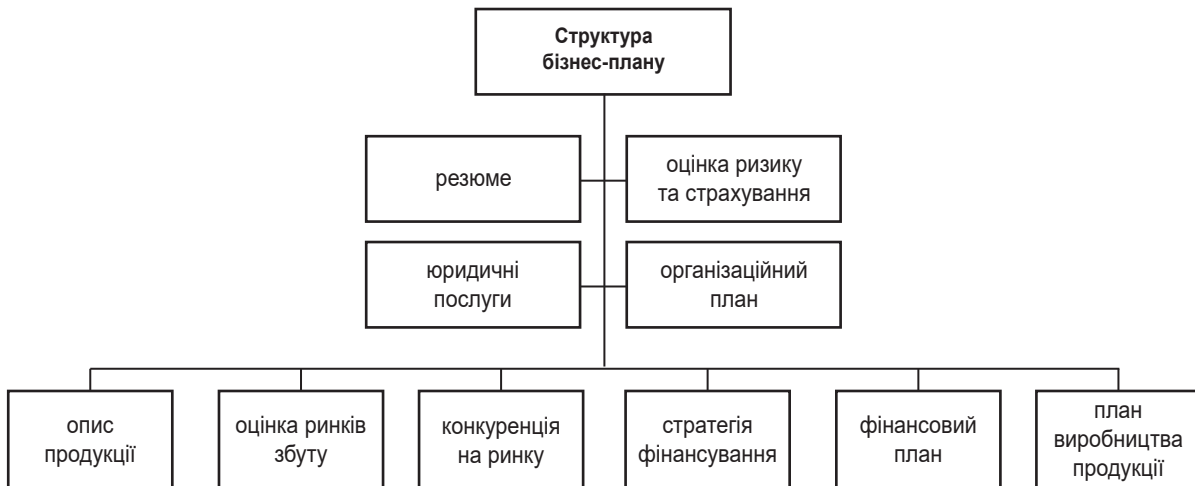 Структура
бізнес-плану
резюме
оцінка ризику
та страхування
юридичні
послуги
організаційний
план
опис
продукції
оцінка ринків
збуту
конкуренція
на ринку
стратегія
фінансування
фінансовий
план
план
виробництва
продукції